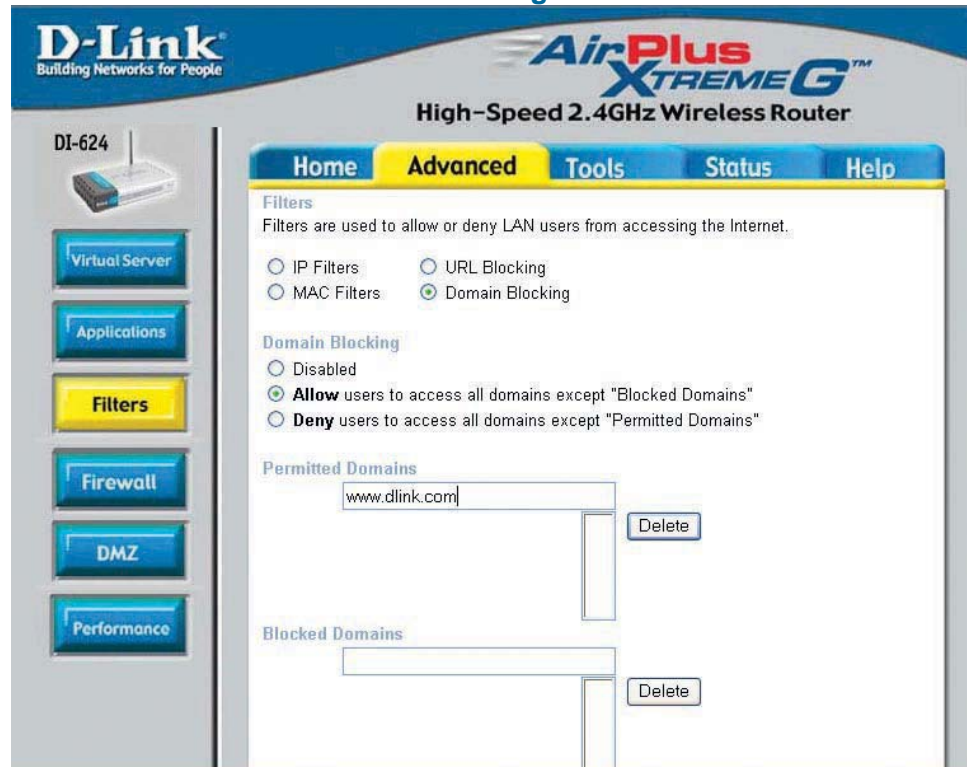 g
D-Link
Building Networks for People
AirPlus
XTREME G™
High-Speed 2.4GHz Wireless Router
DI-624
Home Advanced Tools Status Help
Virtual Server
Applications
Filters
Firewall
DMZ
Performance
Filters
Filters are used to allow or deny LAN users from accessing the Internet.
IP Filters URL Blocking
MAC Filters Domain Blocking
Domain Blocking
Disabled
Allow users to access all domains except "Blocked Domains"
Deny users to access all domains except "Permitted Domains"
Permitted Domains
www.dlink.com
Delete
Blocked Domains
Delete